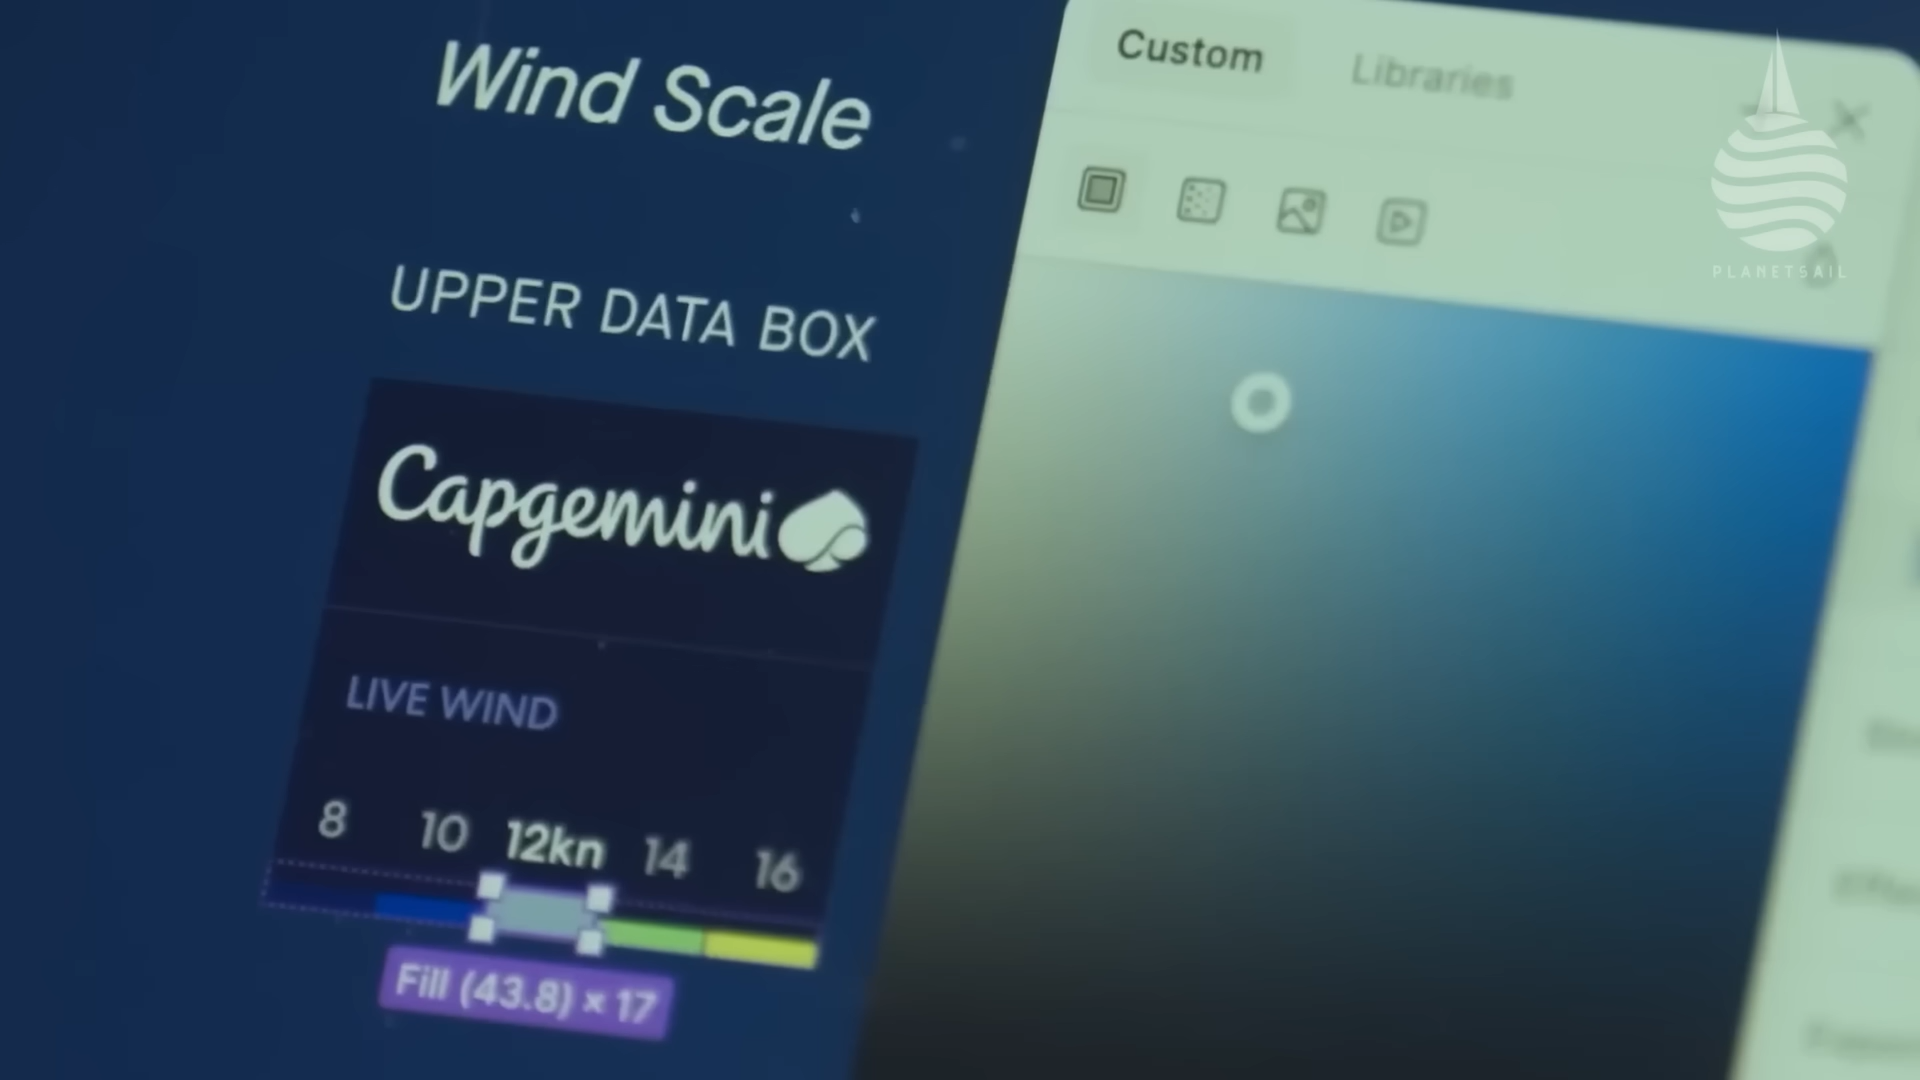 Wind Scale
Custom
Libraries
PLANETSAIL
UPPER DATA BOX
Capgemini
LIVE WIND
8 10 12kn 14 16
Fill (43.8) × 17